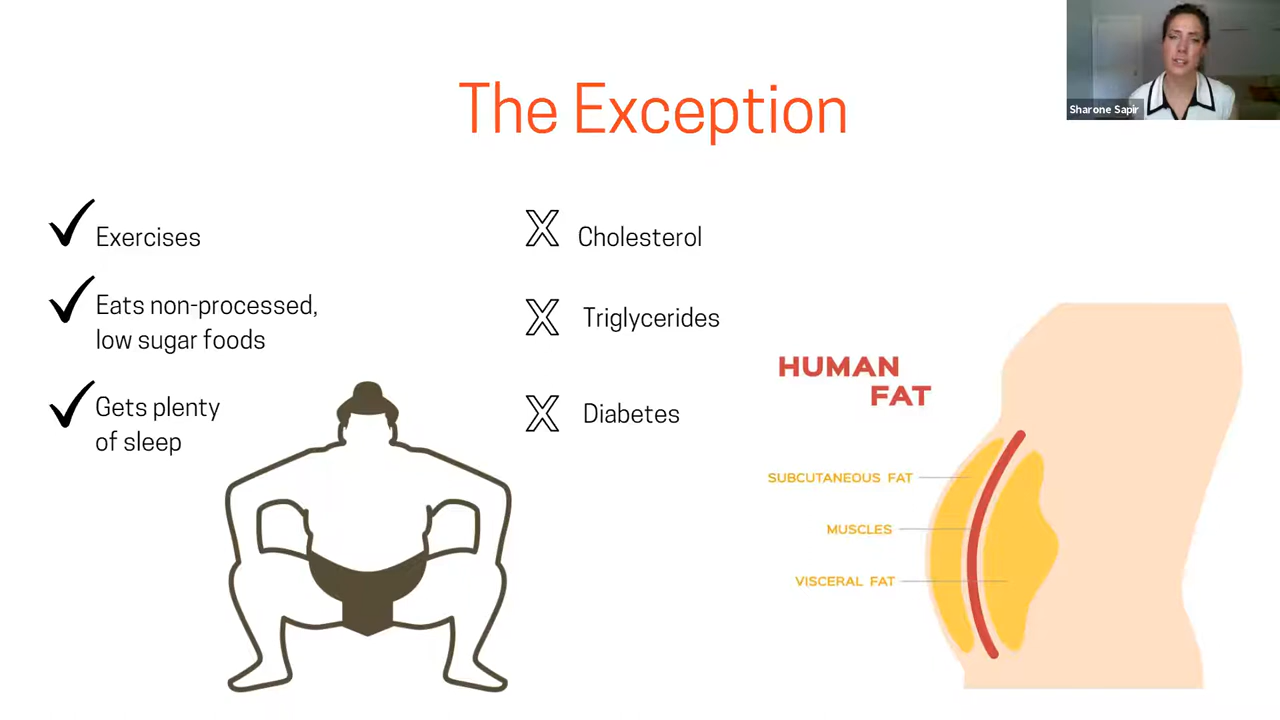 The Exception
Sharone Sapir
Exercises
Eats non-processed,
low sugar foods
Gets plenty
of sleep
Cholesterol
Triglycerides
Diabetes
HUMAN
FAT
SUBCUTANEOUS FAT
MUSCLES
VISCERAL FAT